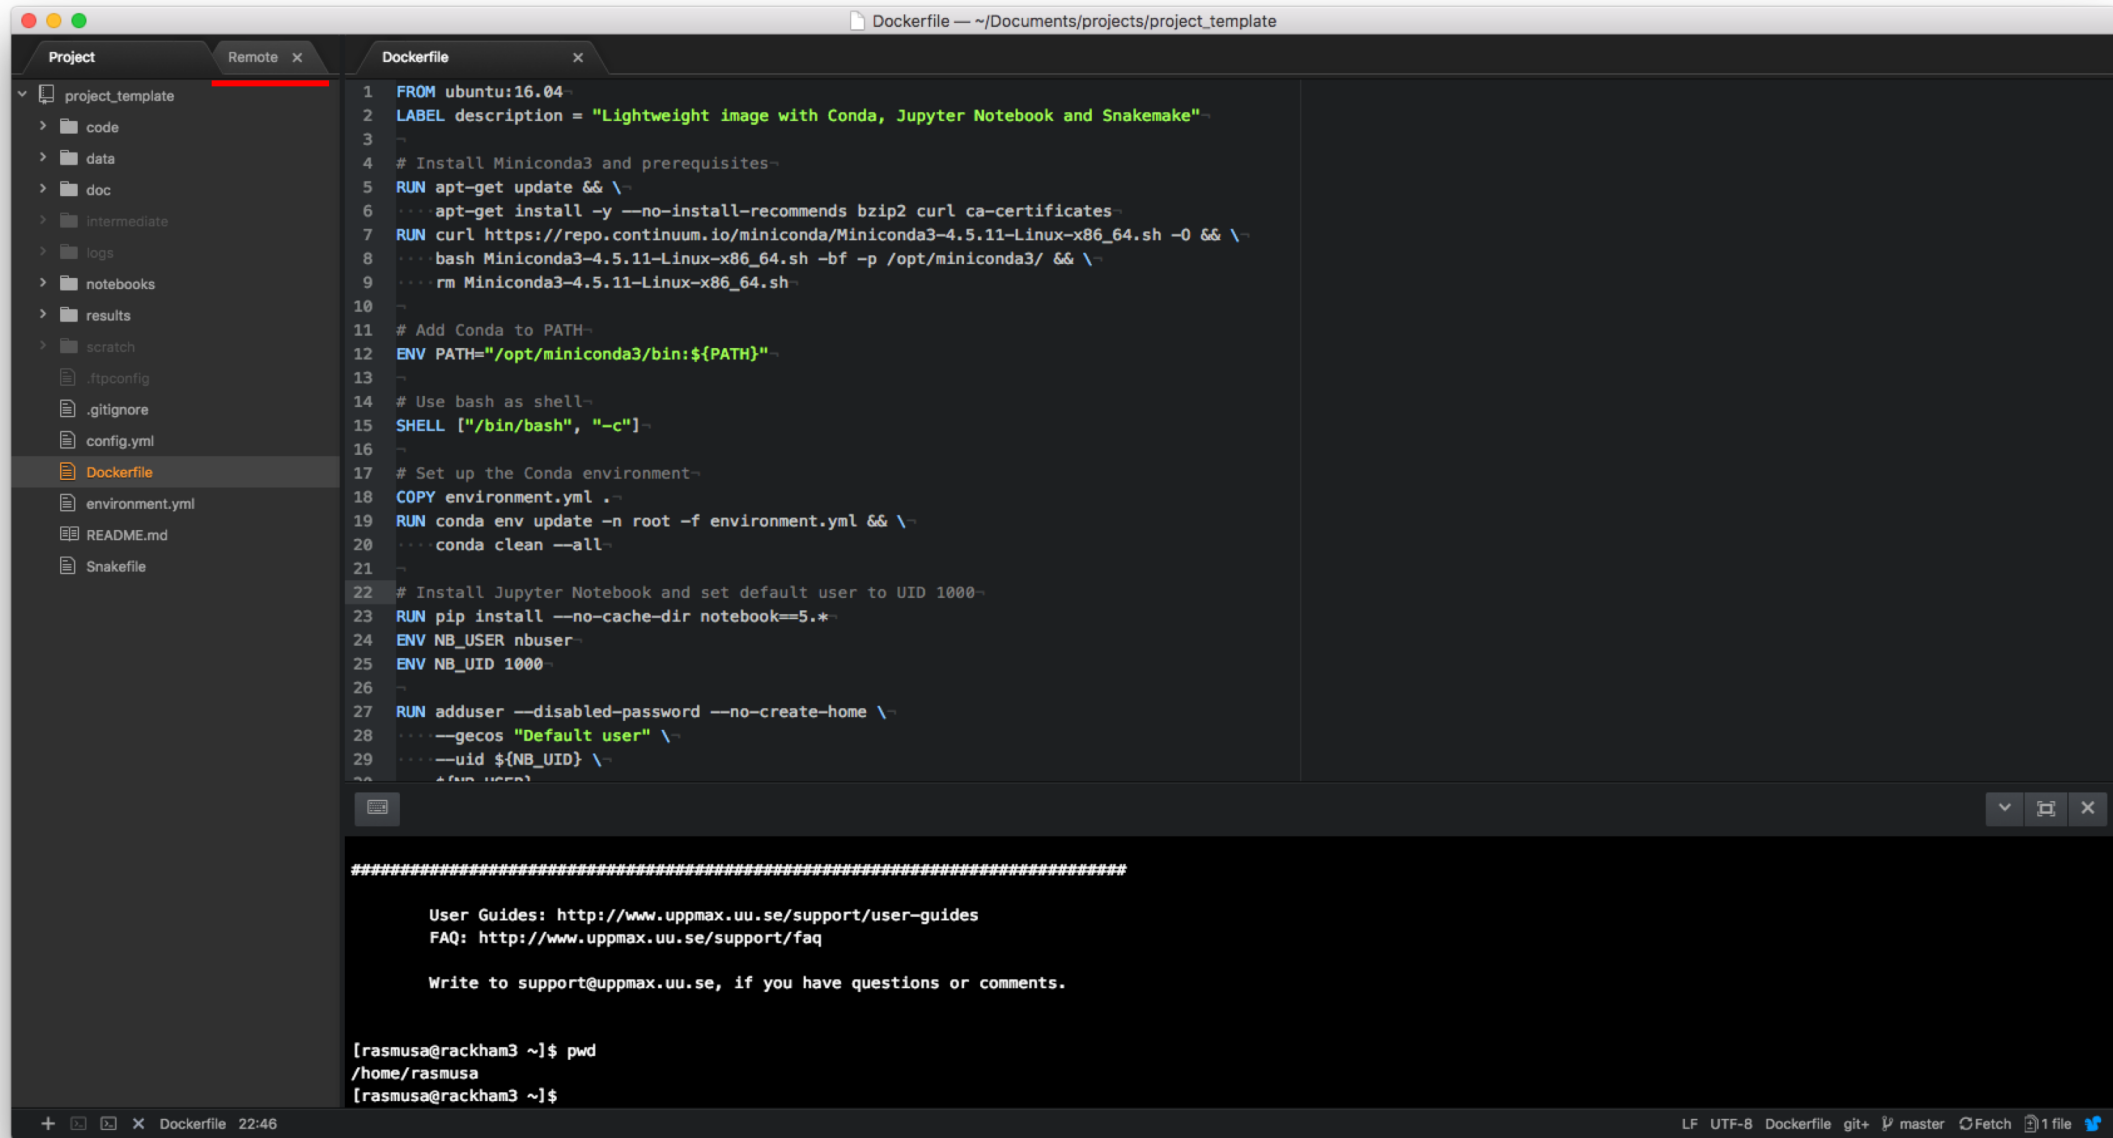 Dockerfile — ~/Documents/projects/project_template
Project
Remote
Dockerfile
project_template
code
data
doc
intermediate
logs
notebooks
results
scratch
.ftpconfig
.gitignore
config.yml
Dockerfile
environment.yml
README.md
Snakefile
1 FROM ubuntu:16.04
2 LABEL description = "Lightweight image with Conda, Jupyter Notebook and Snakemake"
3
4 # Install Miniconda3 and prerequisites
5 RUN apt-get update && \
6 apt-get install -y --no-install-recommends bzip2 curl ca-certificates
7 RUN curl https://repo.continuum.io/miniconda/Miniconda3-4.5.11-Linux-x86_64.sh -O && \
8 bash Miniconda3-4.5.11-Linux-x86_64.sh -bf -p /opt/miniconda3/ && \
9 rm Miniconda3-4.5.11-Linux-x86_64.sh
10
11 # Add Conda to PATH
12 ENV PATH="/opt/miniconda3/bin:${PATH}"
13
14 # Use bash as shell
15 SHELL ["/bin/bash", "-c"]
16
17 # Set up the Conda environment
18 COPY environment.yml .
19 RUN conda env update -n root -f environment.yml && \
20 conda clean --all
21
22 # Install Jupyter Notebook and set default user to UID 1000
23 RUN pip install --no-cache-dir notebook==5.*
24 ENV NB_USER nbuser
25 ENV NB_UID 1000
26
27 RUN adduser --disabled-password --no-create-home \
28 --gecos "Default user" \
29 --uid ${NB_UID} \
30 ${NB_USER}
###############################################################################
User Guides: http://www.uppmax.uu.se/support/user-guides
FAQ: http://www.uppmax.uu.se/support/faq
Write to support@uppmax.uu.se, if you have questions or comments.
[rasmusa@rackham3 ~]$ pwd
/home/rasmusa
[rasmusa@rackham3 ~]$
Dockerfile 22:46
LF UTF-8 Dockerfile git+ master Fetch 1 file